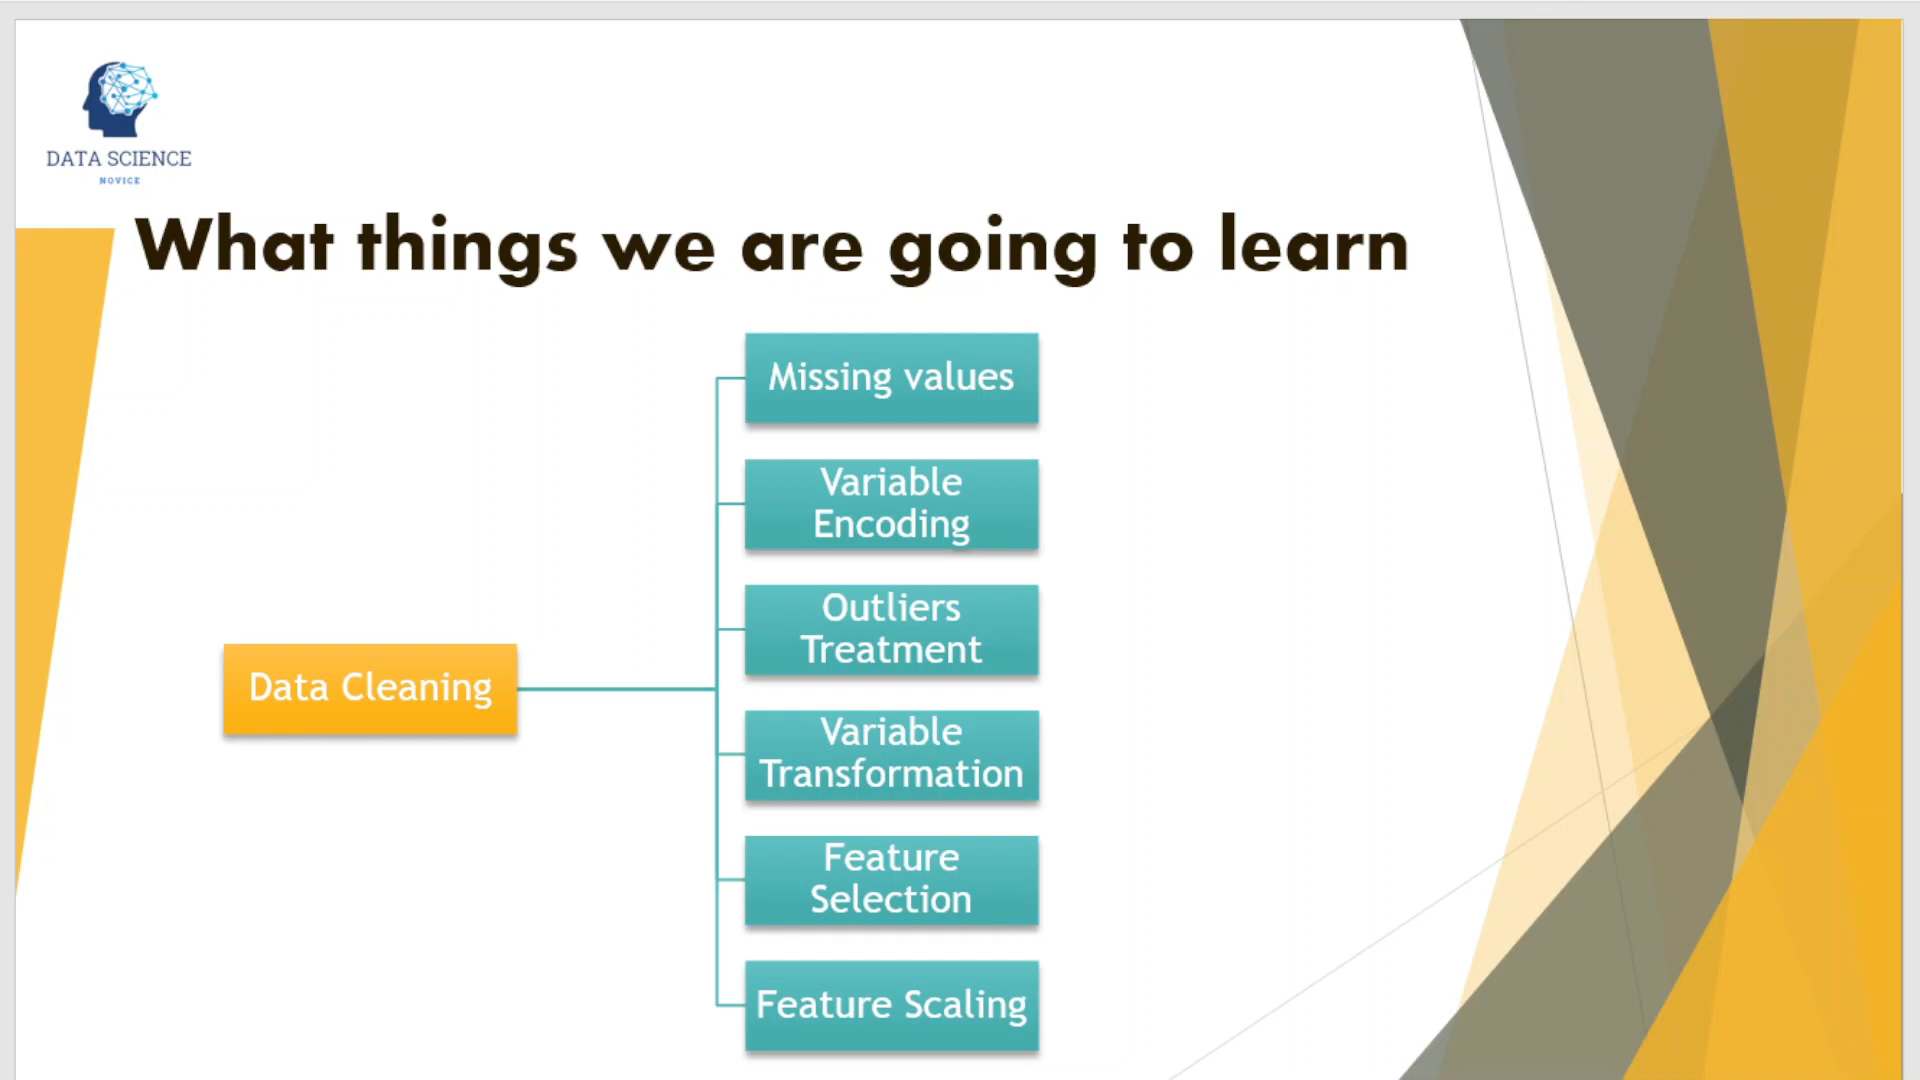 DATA SCIENCE
NOVICE
What things we are going to learn
Data Cleaning
Missing values
Variable
Encoding
Outliers
Treatment
Variable
Transformation
Feature
Selection
Feature Scaling